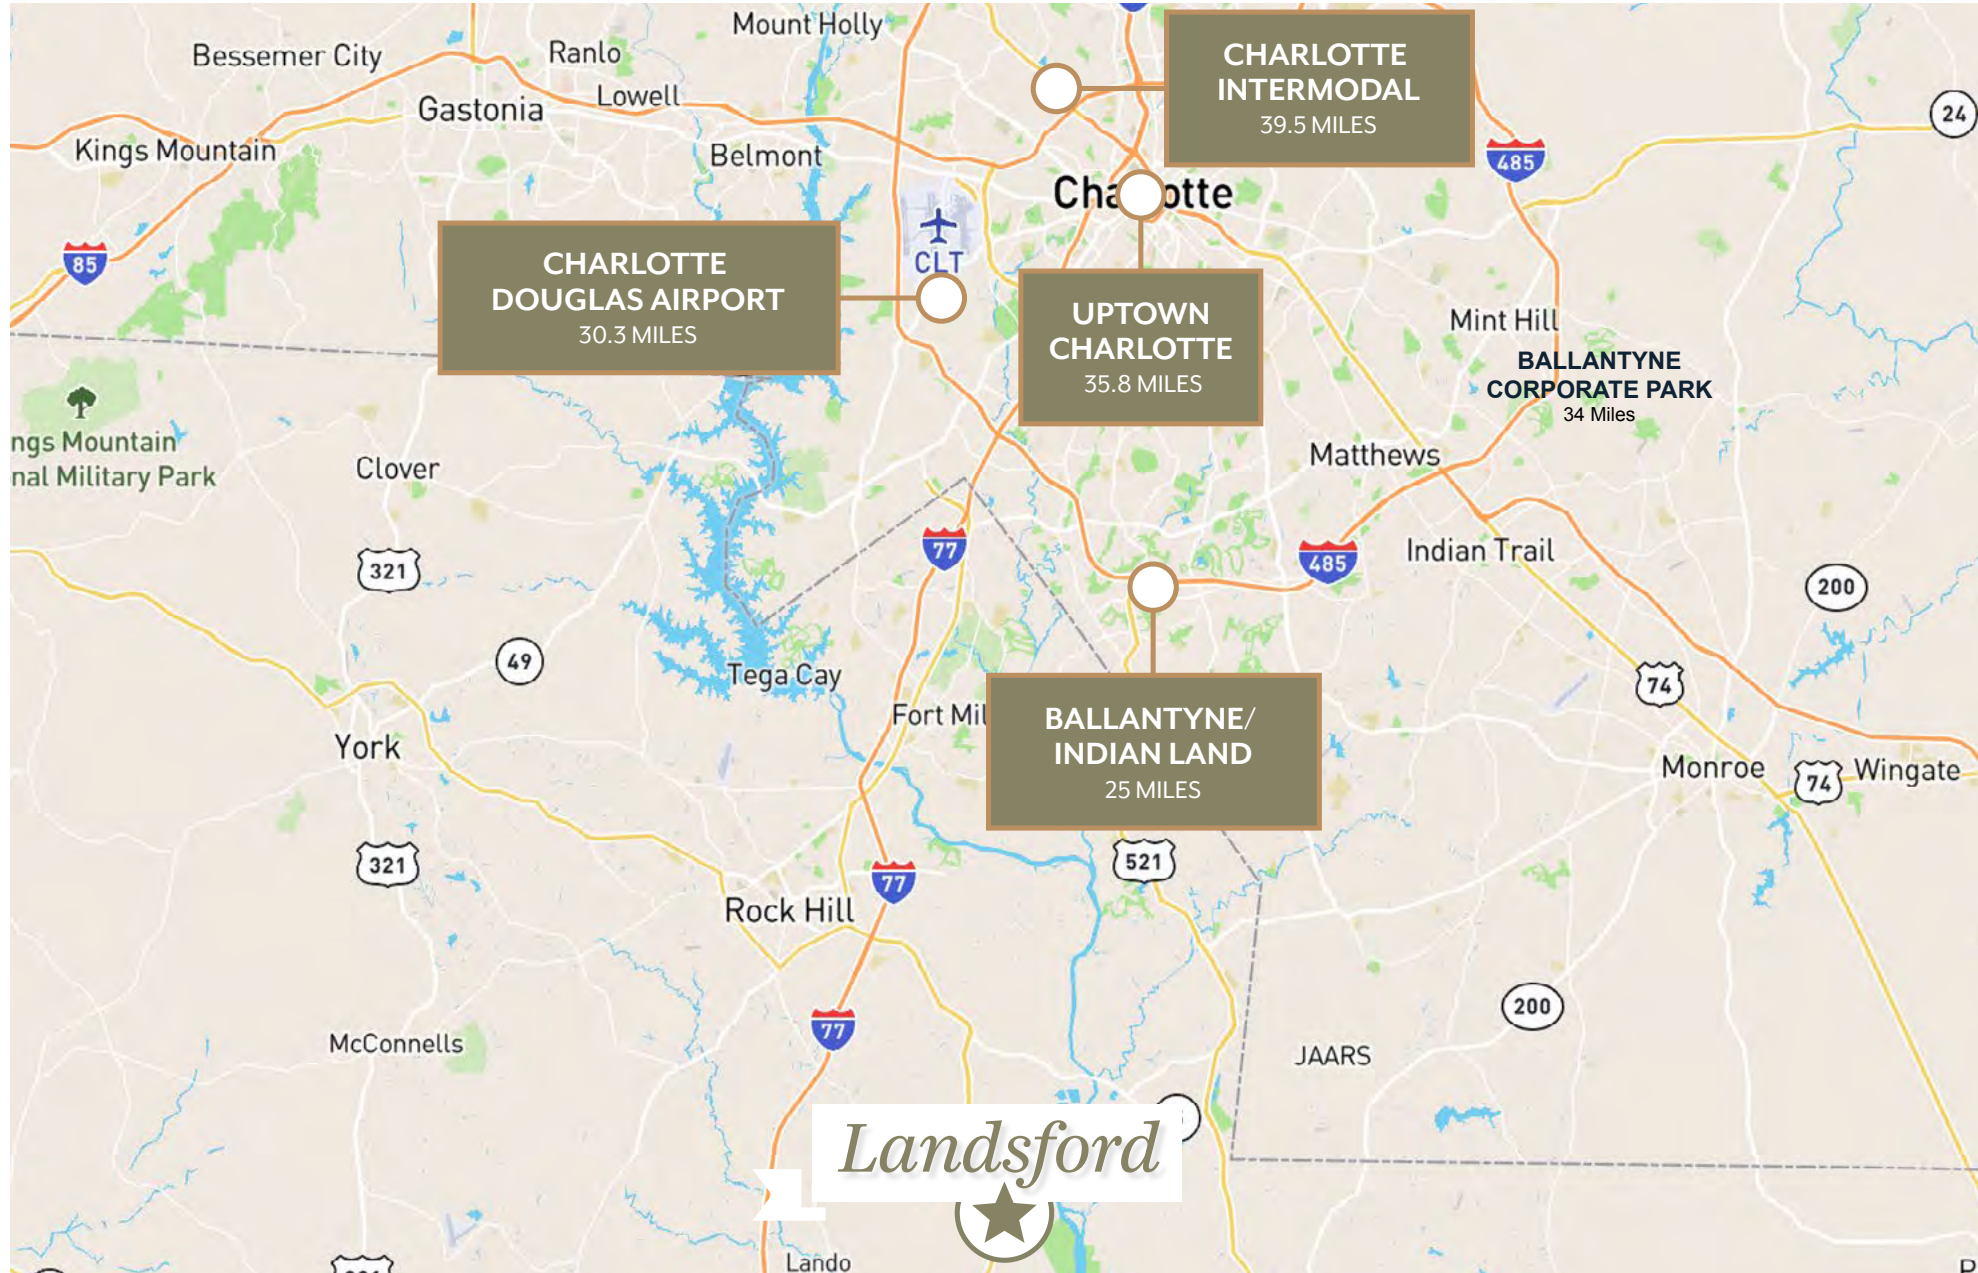 Mount Holly
Bessemer City
Ranlo
CHARLOTTE
INTERMODAL
39.5 MILES
Gastonia
Lowell
24
Kings Mountain
Belmont
485
Cha otte
85
CLT
CHARLOTTE
DOUGLAS AIRPORT
30.3 MILES
UPTOWN
CHARLOTTE
35.8 MILES
Mint Hill
BALLANTYNE
CORPORATE PARK
34 Miles
ngs Mountain
nal Military Park
Clover
Matthews
77
485
Indian Trail
321
200
49
Tega Cay
74
Fort Mil
BALLANTYNE/
INDIAN LAND
25 MILES
York
Monroe
74
Wingate
321
521
77
Rock Hill
200
77
McConnells
JAARS
Landsford
Lando